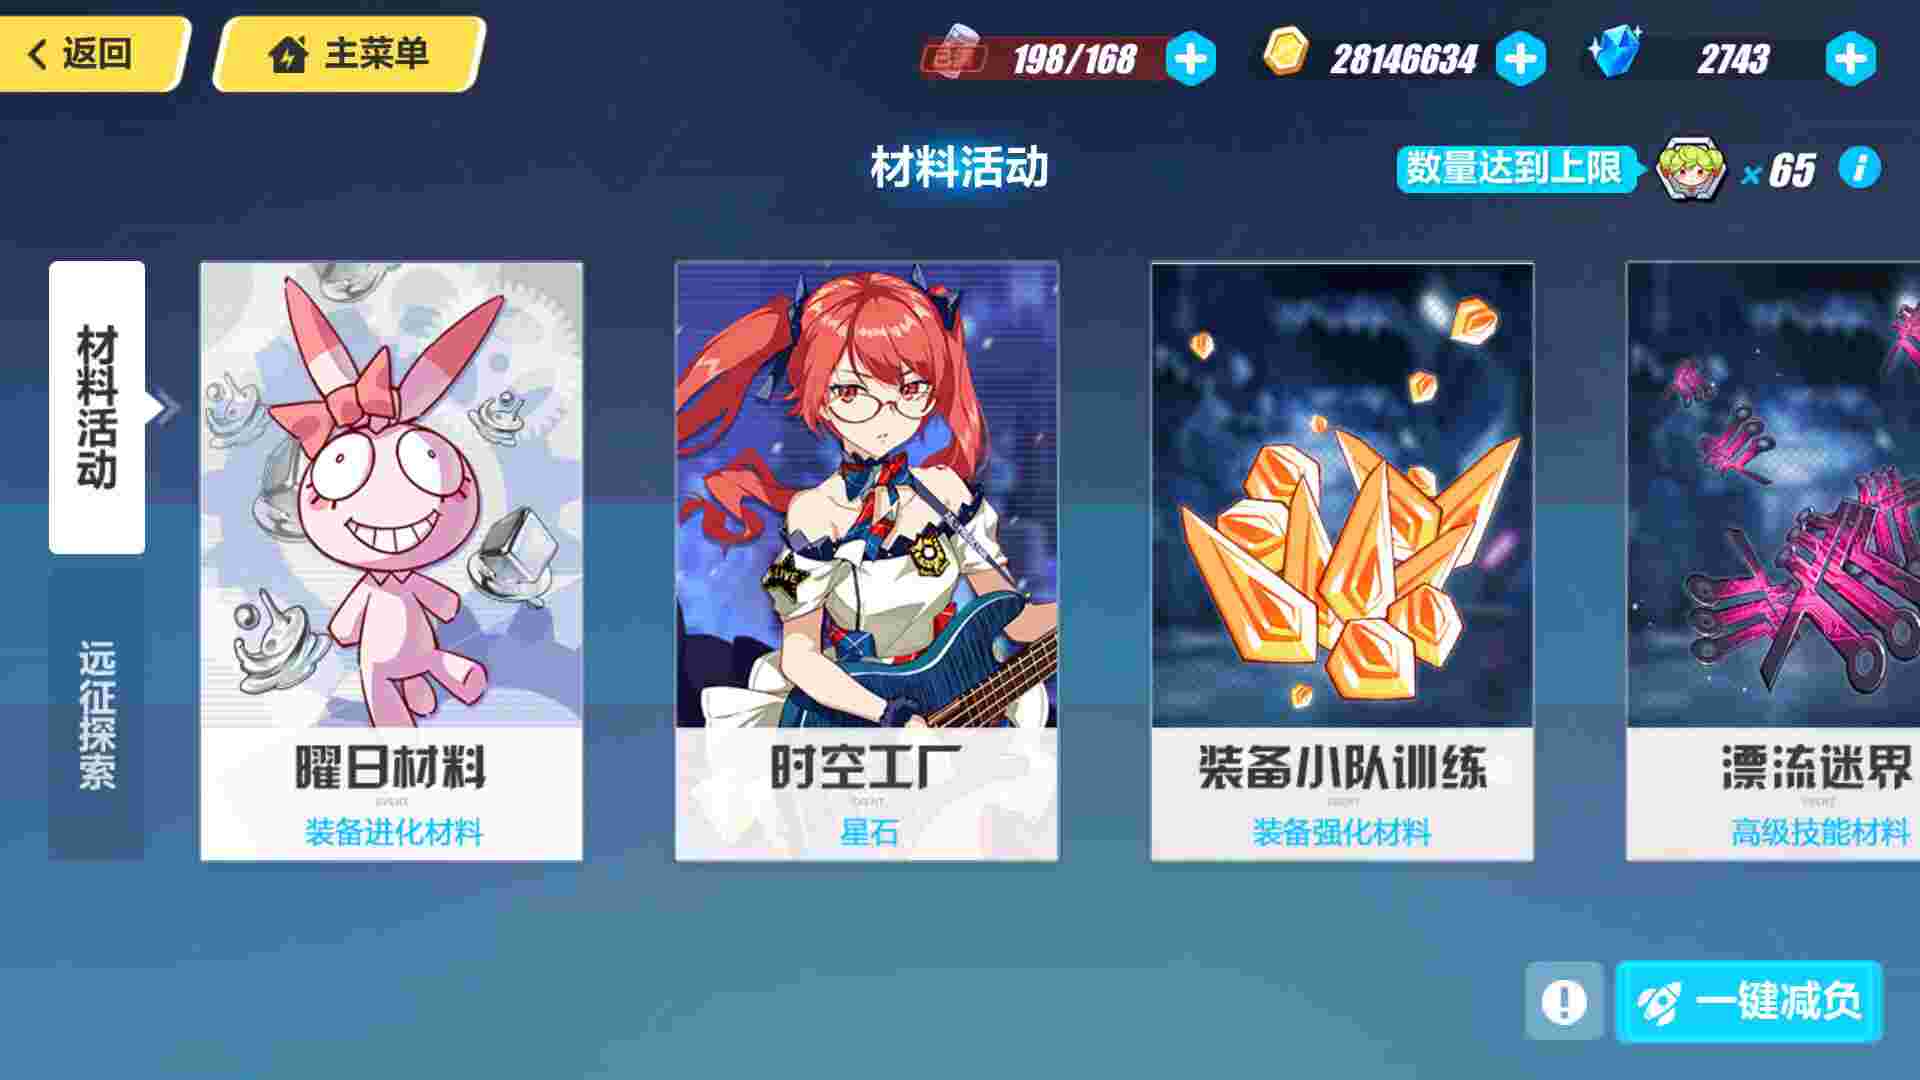 返回
主菜单
已满
198/168
28146634
2743
材料活动
数量达到上限
× 65
i
材料活动
远征探索
LIVE
曜日材料
EVENT
装备进化材料
时空工厂
EVENT
星石
装备小队训练
EVENT
装备强化材料
漂流迷界
EVENT
高级技能材料
一键减负